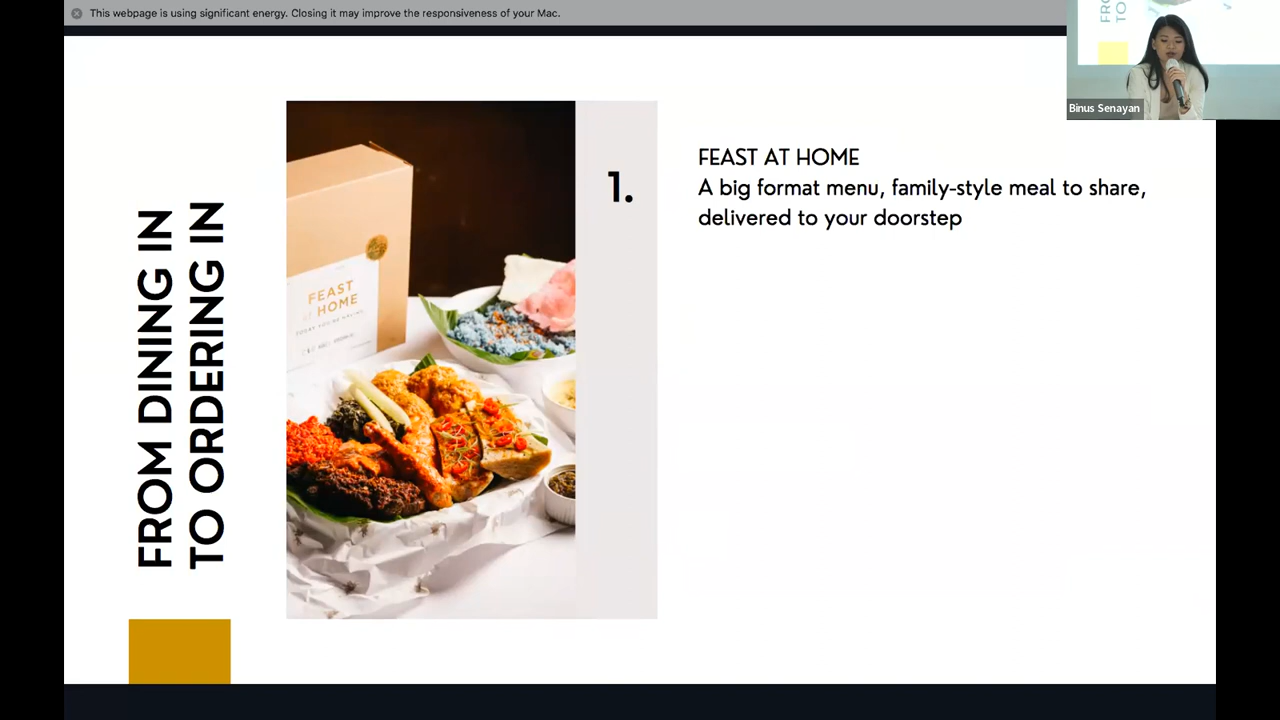 This webpage is using significant energy. Closing it may improve the responsiveness of your Mac.
FROM DINING IN
TO ORDERING IN
FEAST
at HOME
1.
FEAST AT HOME
A big format menu, family-style meal to share,
delivered to your doorstep
FR
TO
Binus Senayan